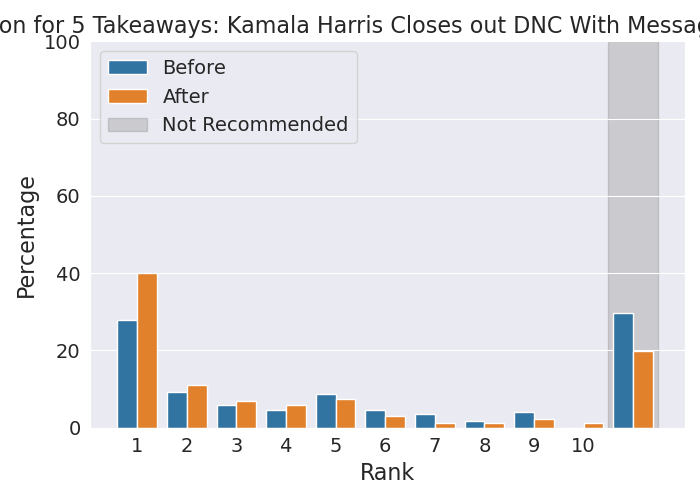 on for 5 Takeaways: Kamala Harris Closes out DNC With Messag
100
80
60
40
20
0
Percentage
Before
After
Not Recommended
1 2 3 4 5 6 7 8 9 10
Rank